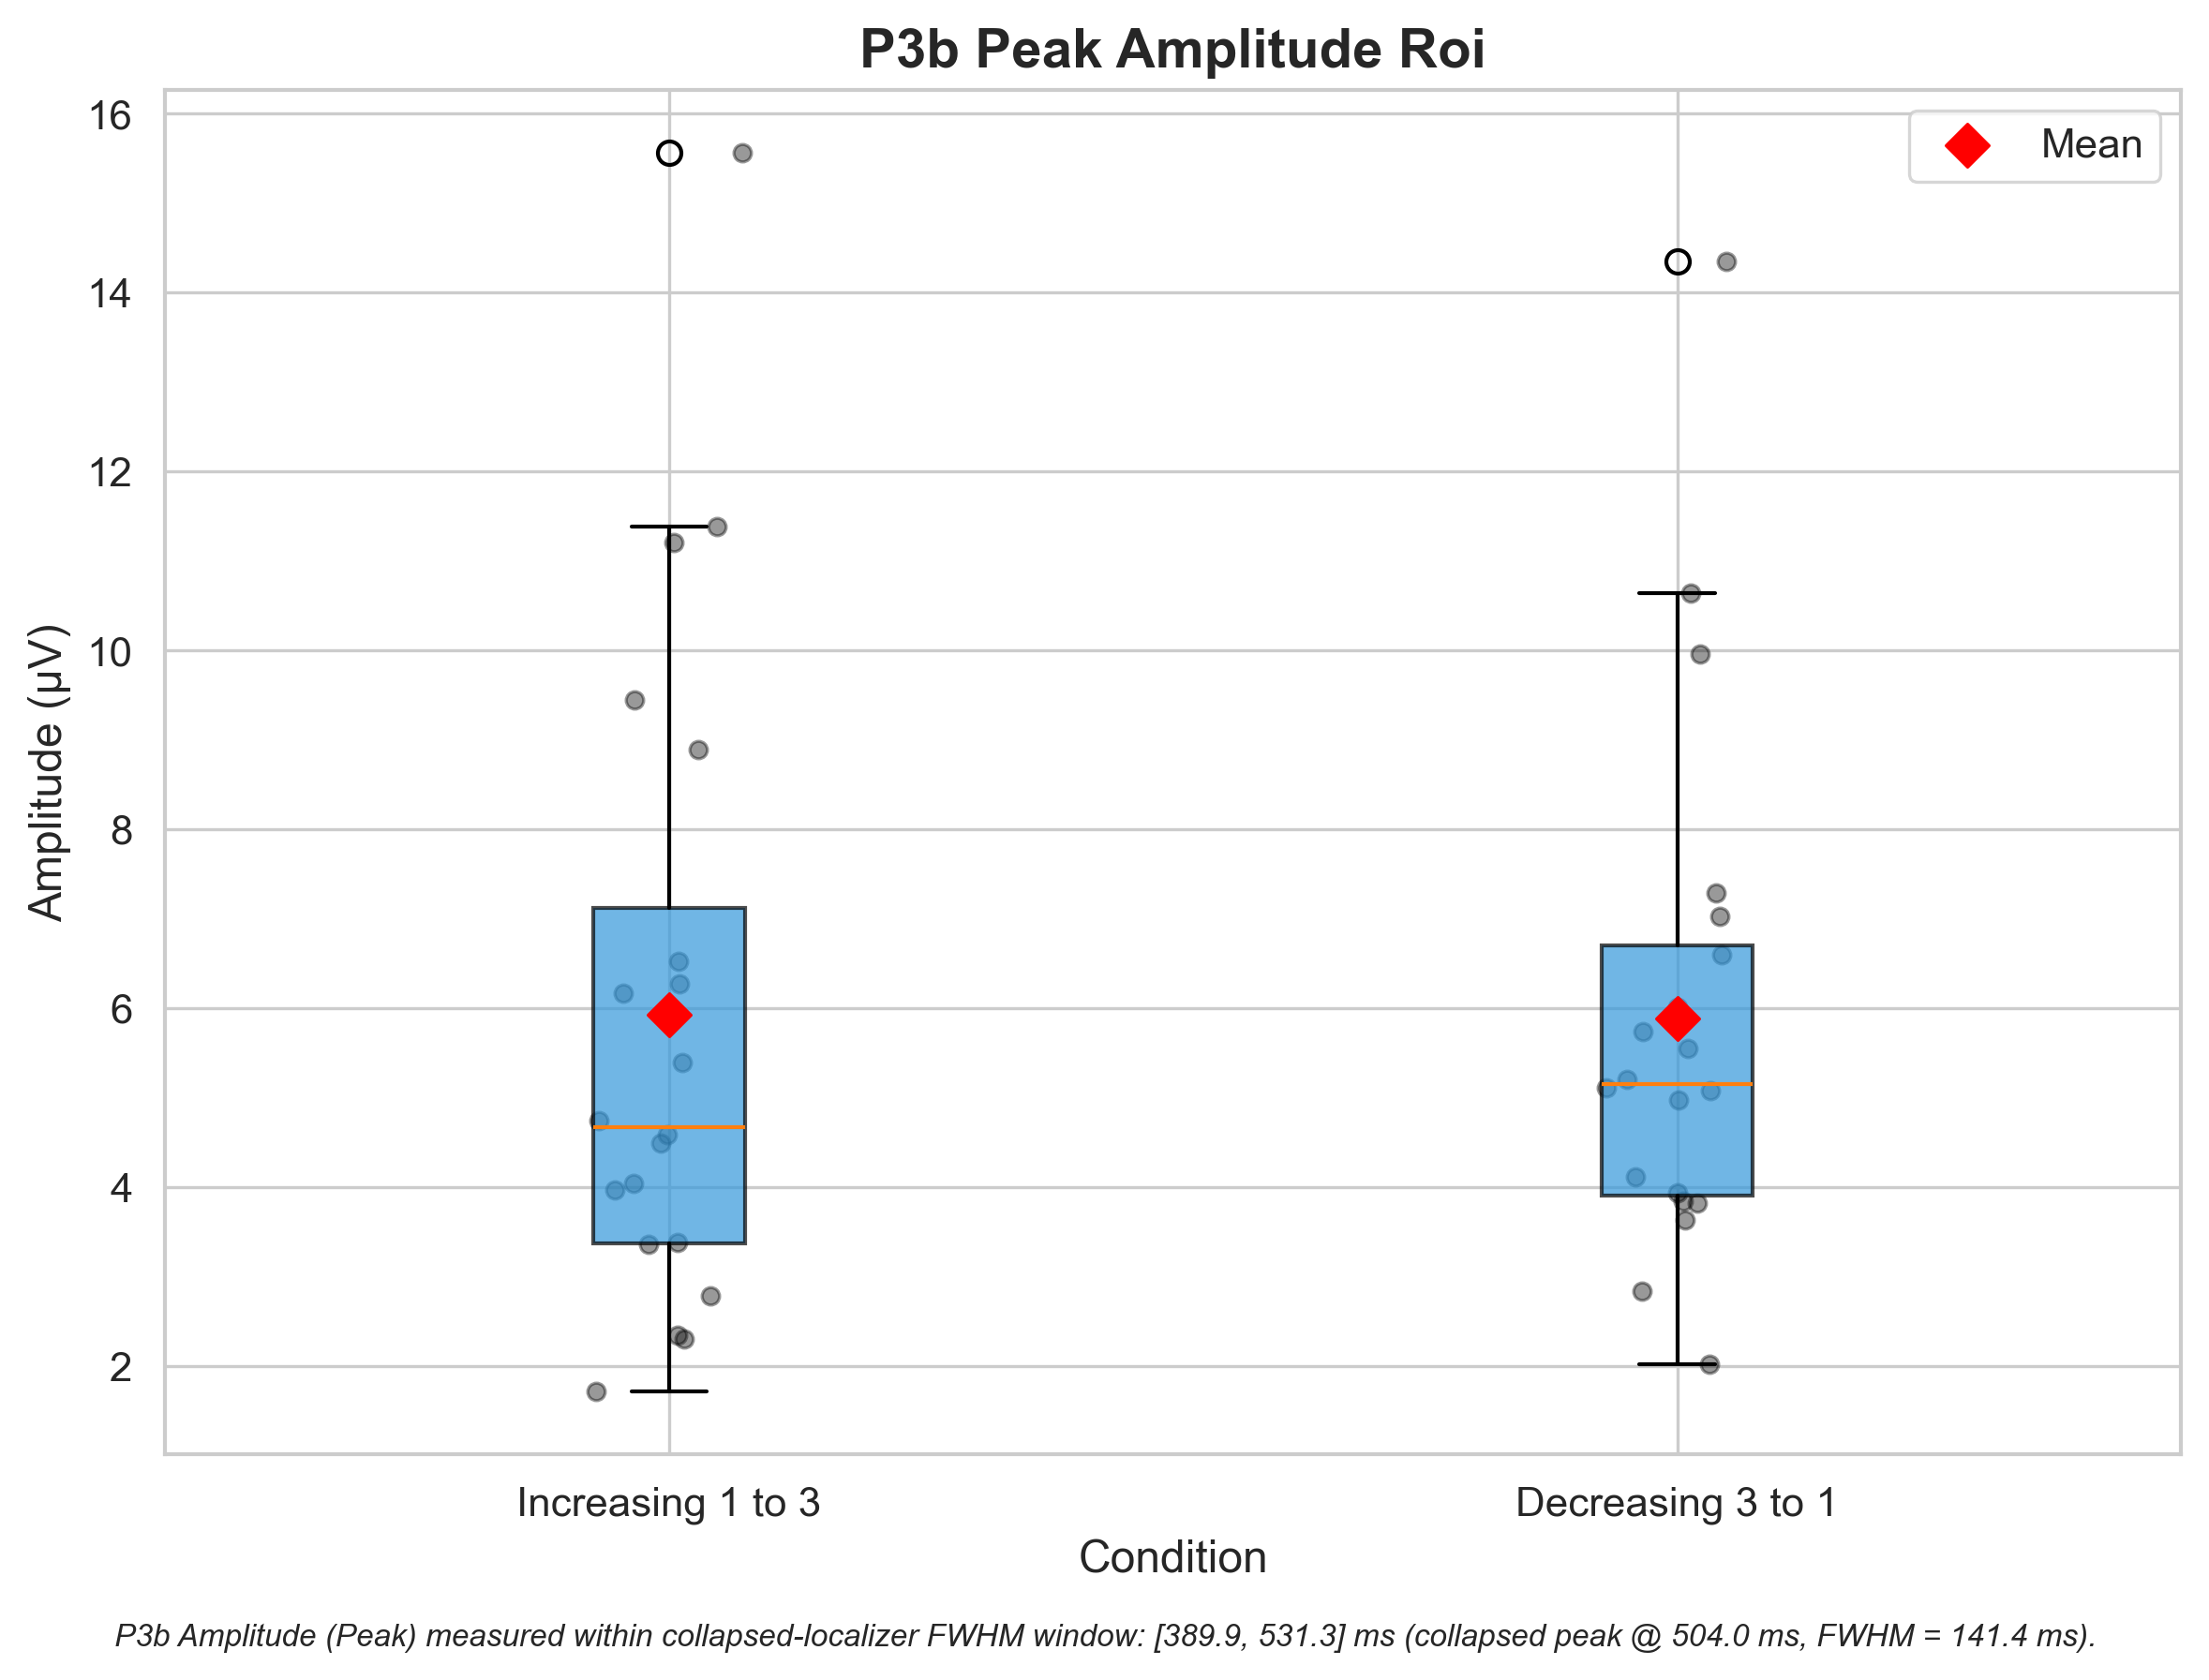 P3b Peak Amplitude Roi
Mean
16
14
12
10
8
6
4
2
Amplitude (µV)
Increasing 1 to 3
Decreasing 3 to 1
Condition
P3b Amplitude (Peak) measured within collapsed-localizer FWHM window: [389.9, 531.3] ms (collapsed peak @ 504.0 ms, FWHM = 141.4 ms).